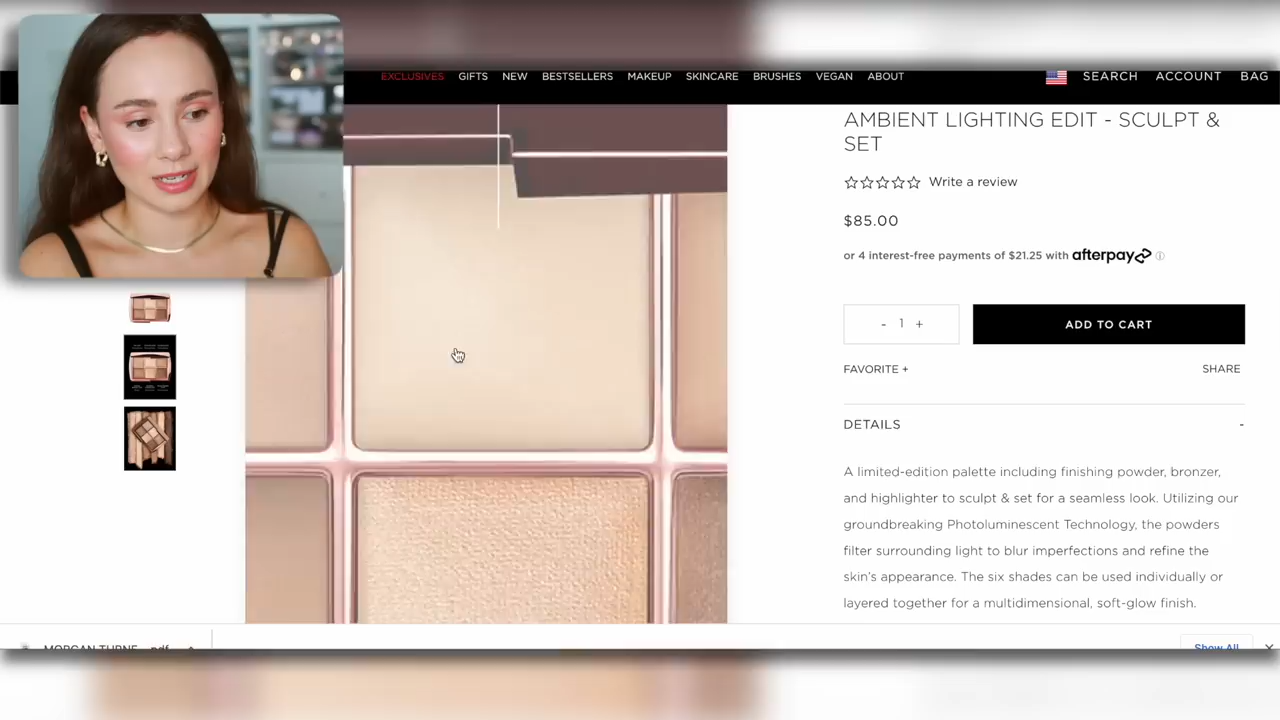 EXCLUSIVES GIFTS NEW BESTSELLERS MAKEUP SKINCARE BRUSHES VEGAN ABOUT SEARCH ACCOUNT BAG
AMBIENT LIGHTING EDIT - SCULPT &
SET
Write a review
$85.00
or 4 interest-free payments of $21.25 with afterpay
- 1 +
ADD TO CART
FAVORITE +
SHARE
DETAILS -
A limited-edition palette including finishing powder, bronzer,
and highlighter to sculpt & set for a seamless look. Utilizing our
groundbreaking Photoluminescent Technology, the powders
filter surrounding light to blur imperfections and refine the
skin's appearance. The six shades can be used individually or
layered together for a multidimensional, soft-glow finish.
Show All